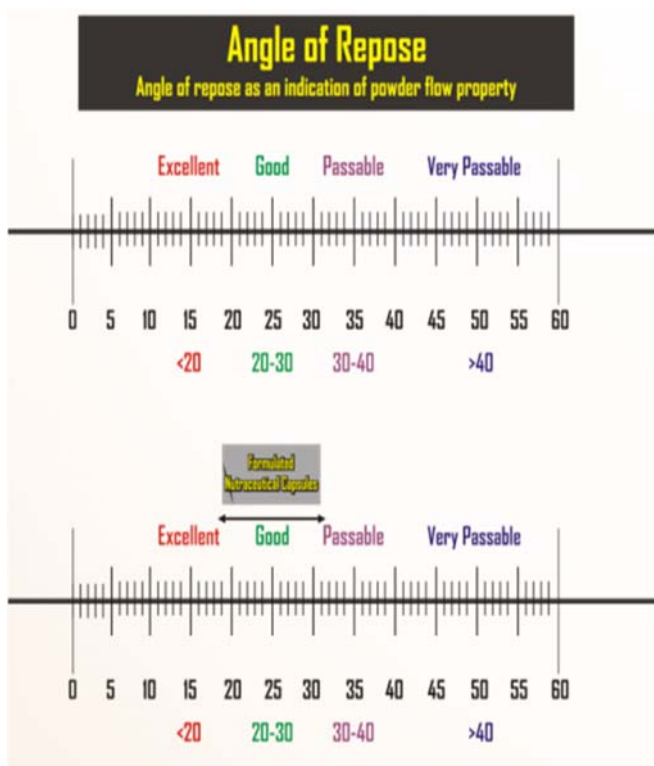 Angle of Repose
Angle of repose as an indication of powder flow property
Excellent Good Passable Very Passable
0 5 10 15 20 25 30 35 40 45 50 55 60
<20 20-30 30-40 >40
Formulated
Nutraceutical Capsules
Excellent Good Passable Very Passable
0 5 10 15 20 25 30 35 40 45 50 55 60
<20 20-30 30-40 >40